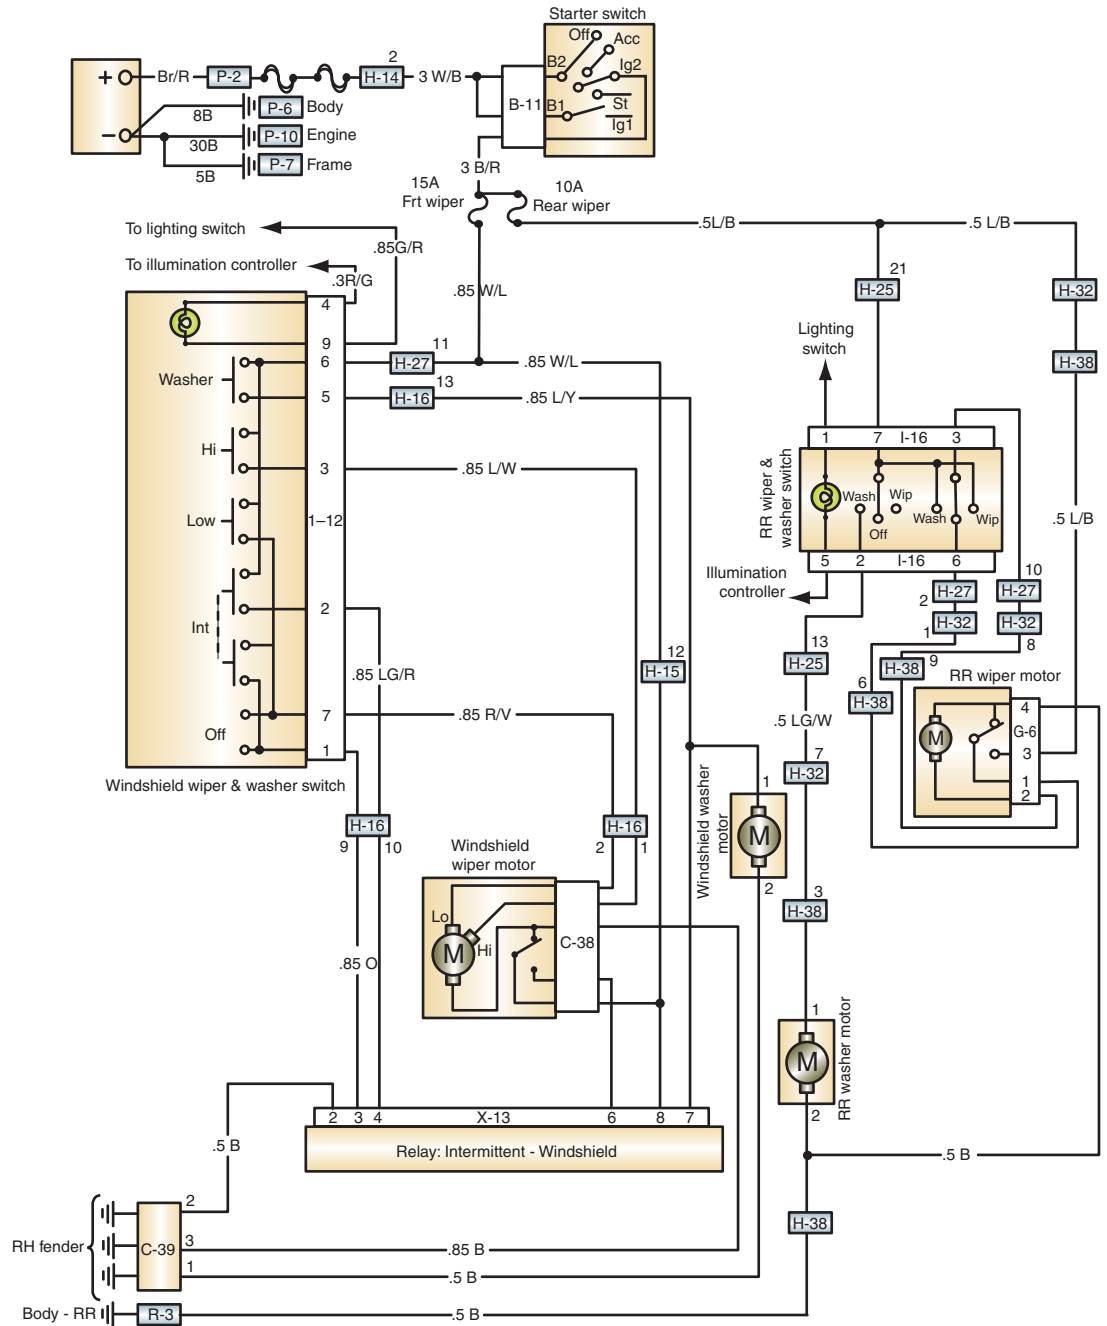 Starter switch
Off
Acc
B2
Ig2
B-11
B1
St
Ig1
+
Br/R
P-2
2
H-14
3 W/B
8B
P-6
Body
−
30B
P-10
Engine
5B
P-7
Frame
3 B/R
15A
Frt wiper
10A
Rear wiper
.5L/B
.5 L/B
To lighting switch
.85G/R
To illumination controller
.3R/G
.85 W/L
21
H-25
H-32
H-38
Lighting
switch
4
9
6
11
H-27
.85 W/L
Washer
5
13
H-16
.85 L/Y
Hi
3
.85 L/W
Low
1–12
Int
2
.85 LG/R
Off
7
.85 R/V
1
Windshield wiper & washer switch
RR wiper &
washer switch
1
7
I-16
3
Wash
Wip
Off
Wash
Wip
5
2
I-16
6
.5 L/B
Illumination
controller
2
H-27
10
H-27
1
H-32
H-32
8
13
H-25
9
H-38
6
H-38
RR wiper motor
M
4
G-6
3
1
2
.5 LG/W
7
H-32
12
H-15
Windshield washer
motor
1
M
2
3
H-38
H-16
9
10
H-16
2
1
Windshield
wiper motor
Lo
M
Hi
C-38
.85 O
1
M
2
RR washer motor
2
3
4
X-13
6
8
7
Relay: Intermittent - Windshield
.5 B
.5 B
H-38
RH fender
C-39
2
3
.85 B
1
.5 B
Body - RR
R-3
.5 B